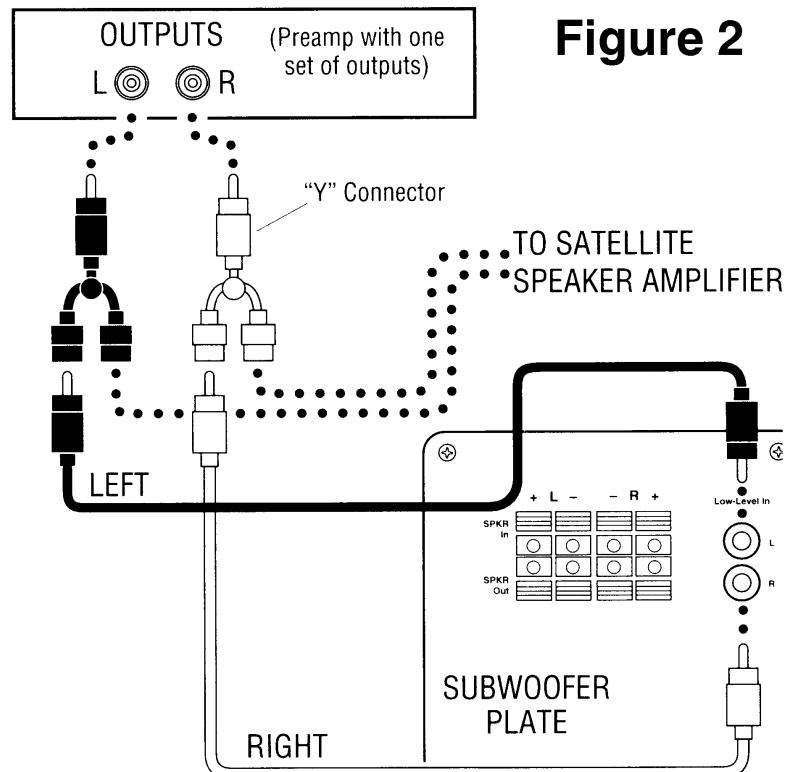 Figure 2
OUTPUTS
(Preamp with one
set of outputs)
L
R
“Y” Connector
TO SATELLITE
SPEAKER AMPLIFIER
LEFT
+ L – – R +
Low-Level In
SPKR
In
L
SPKR
Out
R
SUBWOOFER
PLATE
RIGHT